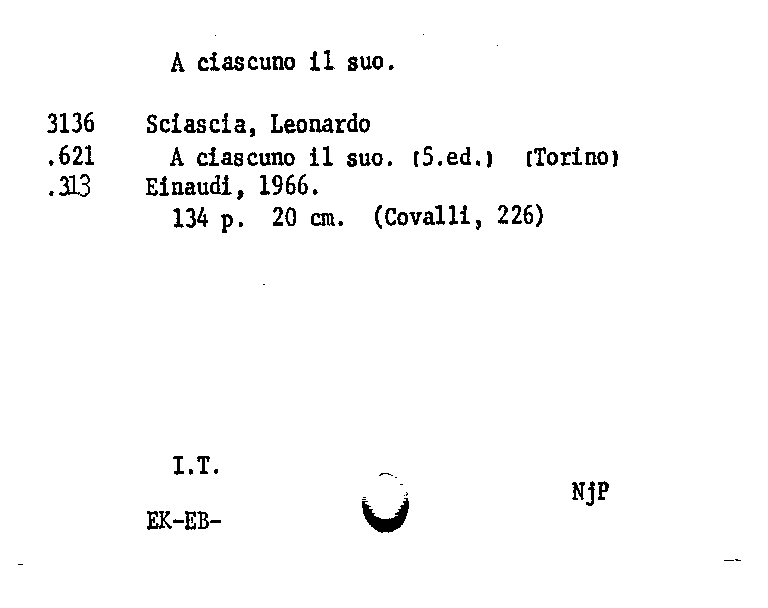 A ciascuno il suo.
3136 Sciascia, Leonardo
.621 A ciascuno il suo. [5.ed.] [Torino]
.313 Einaudi, 1966.
134 p. 20 cm. (Covalli, 226)
I.T.
NjP
EK-EB-